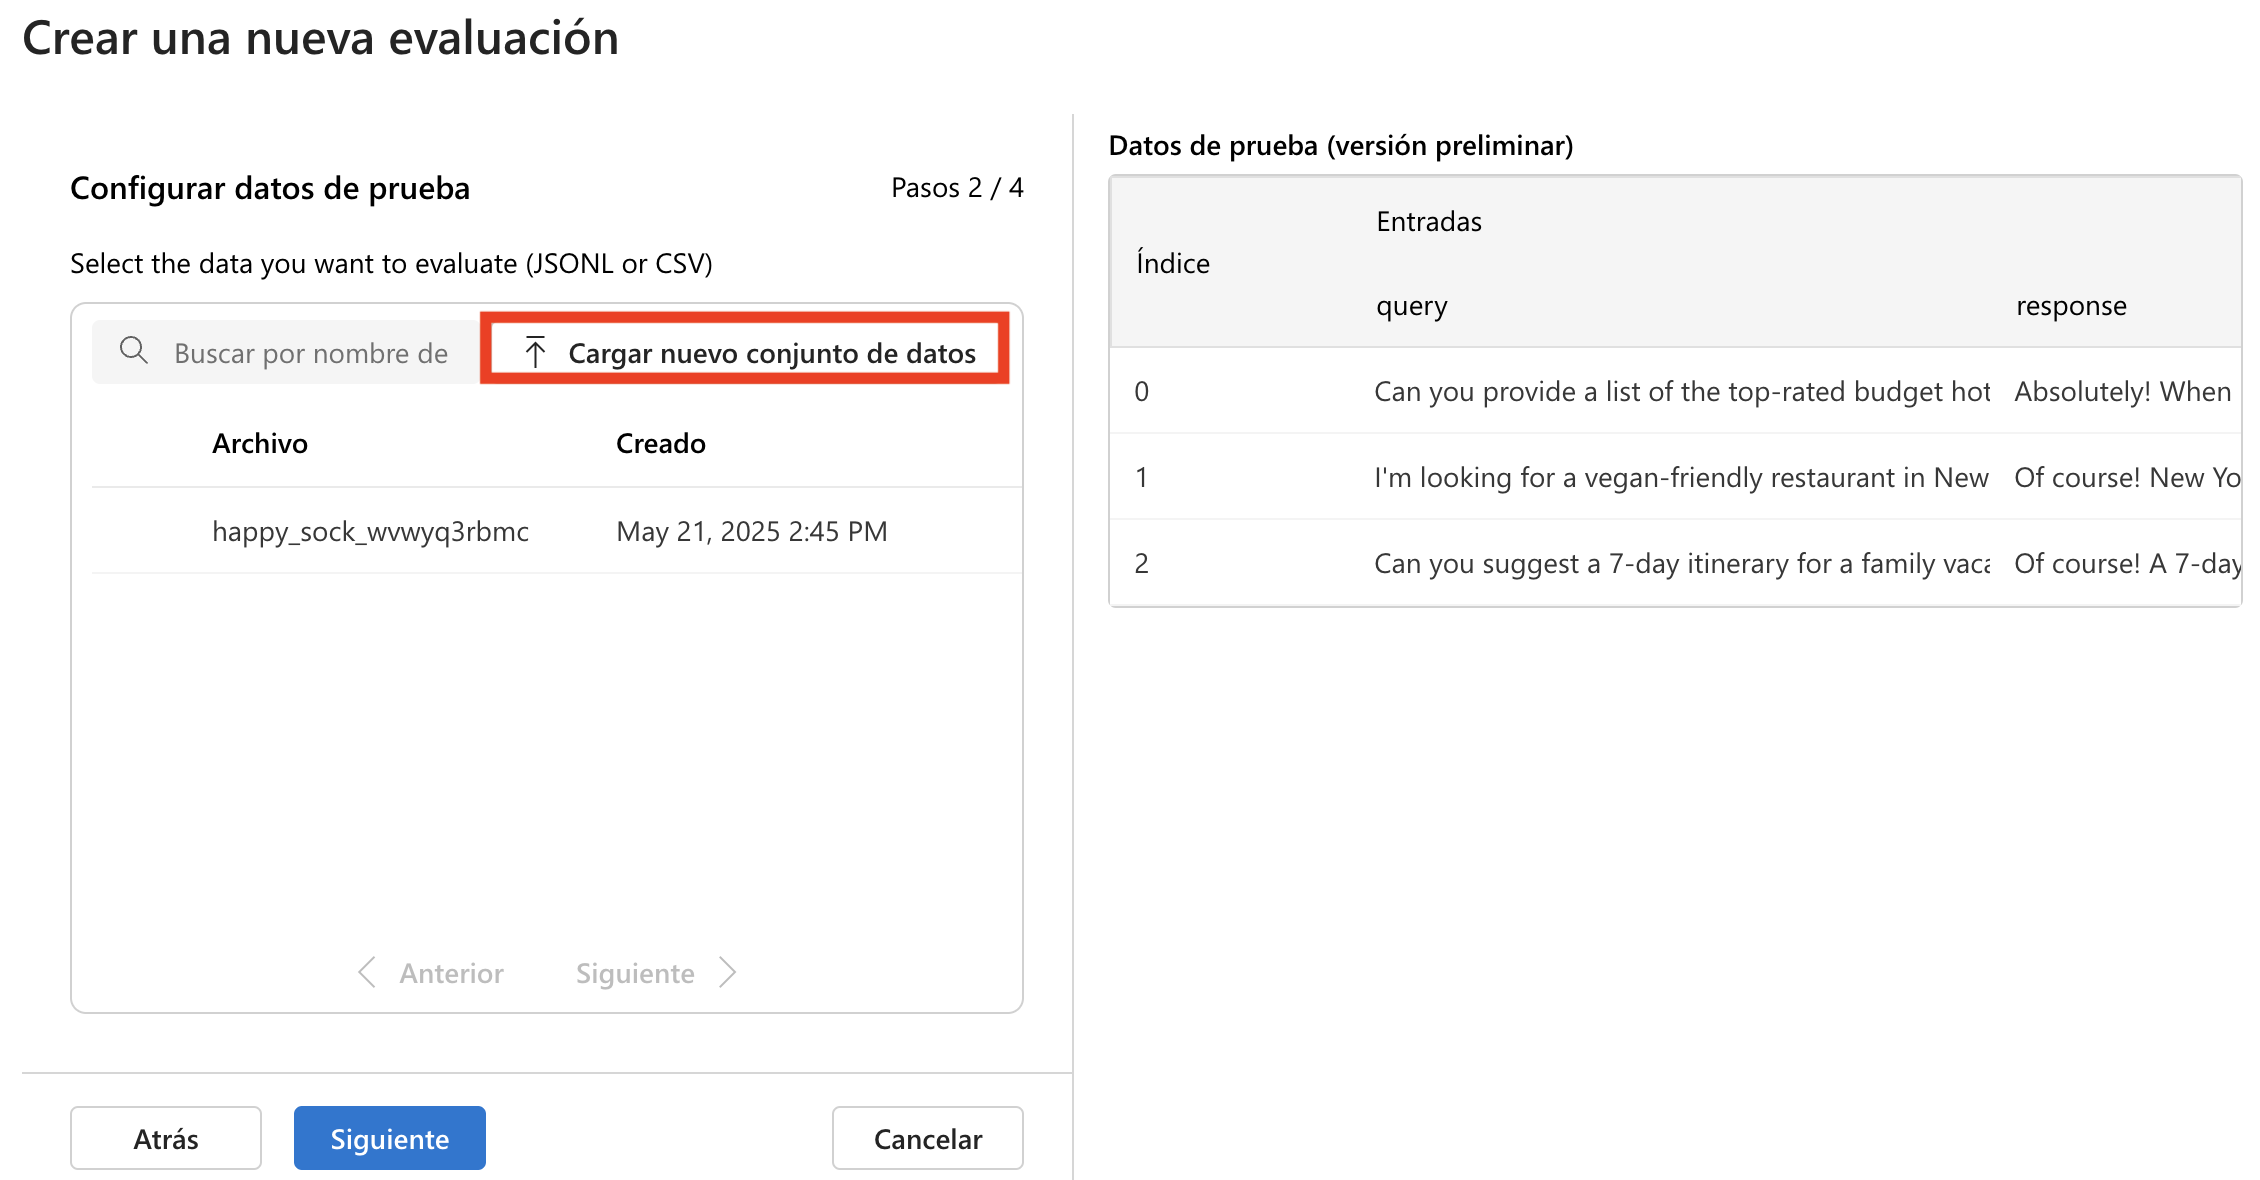 Crear una nueva evaluación
Configurar datos de prueba
Pasos 2 / 4
Select the data you want to evaluate (JSONL or CSV)
Buscar por nombre de
Cargar nuevo conjunto de datos
Archivo Creado
happy_sock_wvwyq3rbmc May 21, 2025 2:45 PM
Anterior Siguiente
Atrás Siguiente Cancelar
Datos de prueba (versión preliminar)
Entradas
Índice
query response
0 Can you provide a list of the top-rated budget hot Absolutely! When
1 I'm looking for a vegan-friendly restaurant in New Of course! New Yo
2 Can you suggest a 7-day itinerary for a family vaca Of course! A 7-day